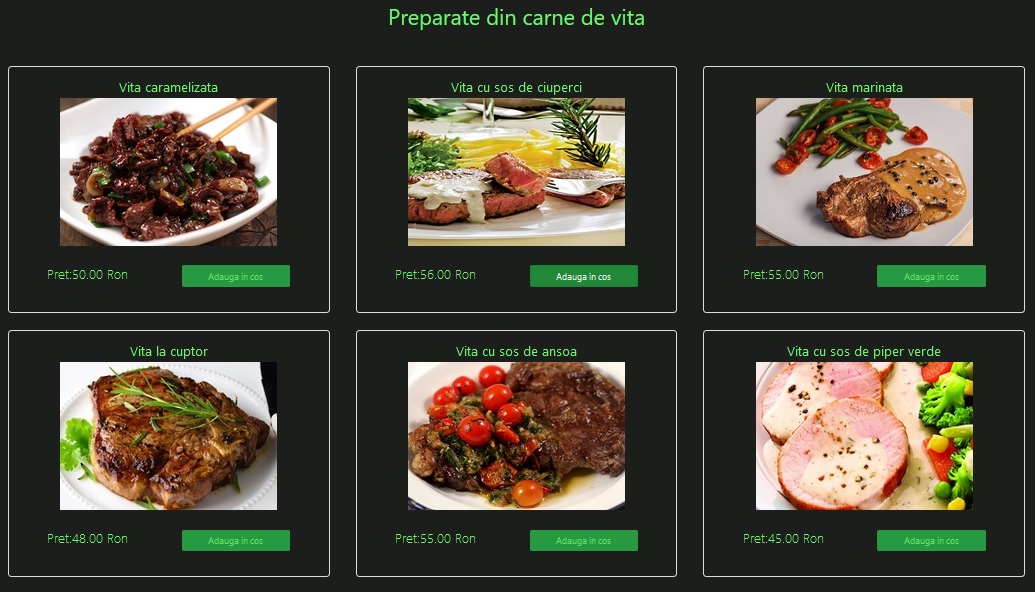 Preparate din carne de vita
Vita caramelizata
Pret:50.00 Ron
Adauga in cos
Vita cu sos de ciuperci
Pret:56.00 Ron
Adauga in cos
Vita marinata
Pret:55.00 Ron
Adauga in cos
Vita la cuptor
Pret:48.00 Ron
Adauga in cos
Vita cu sos de ansoa
Pret:55.00 Ron
Adauga in cos
Vita cu sos de piper verde
Pret:45.00 Ron
Adauga in cos